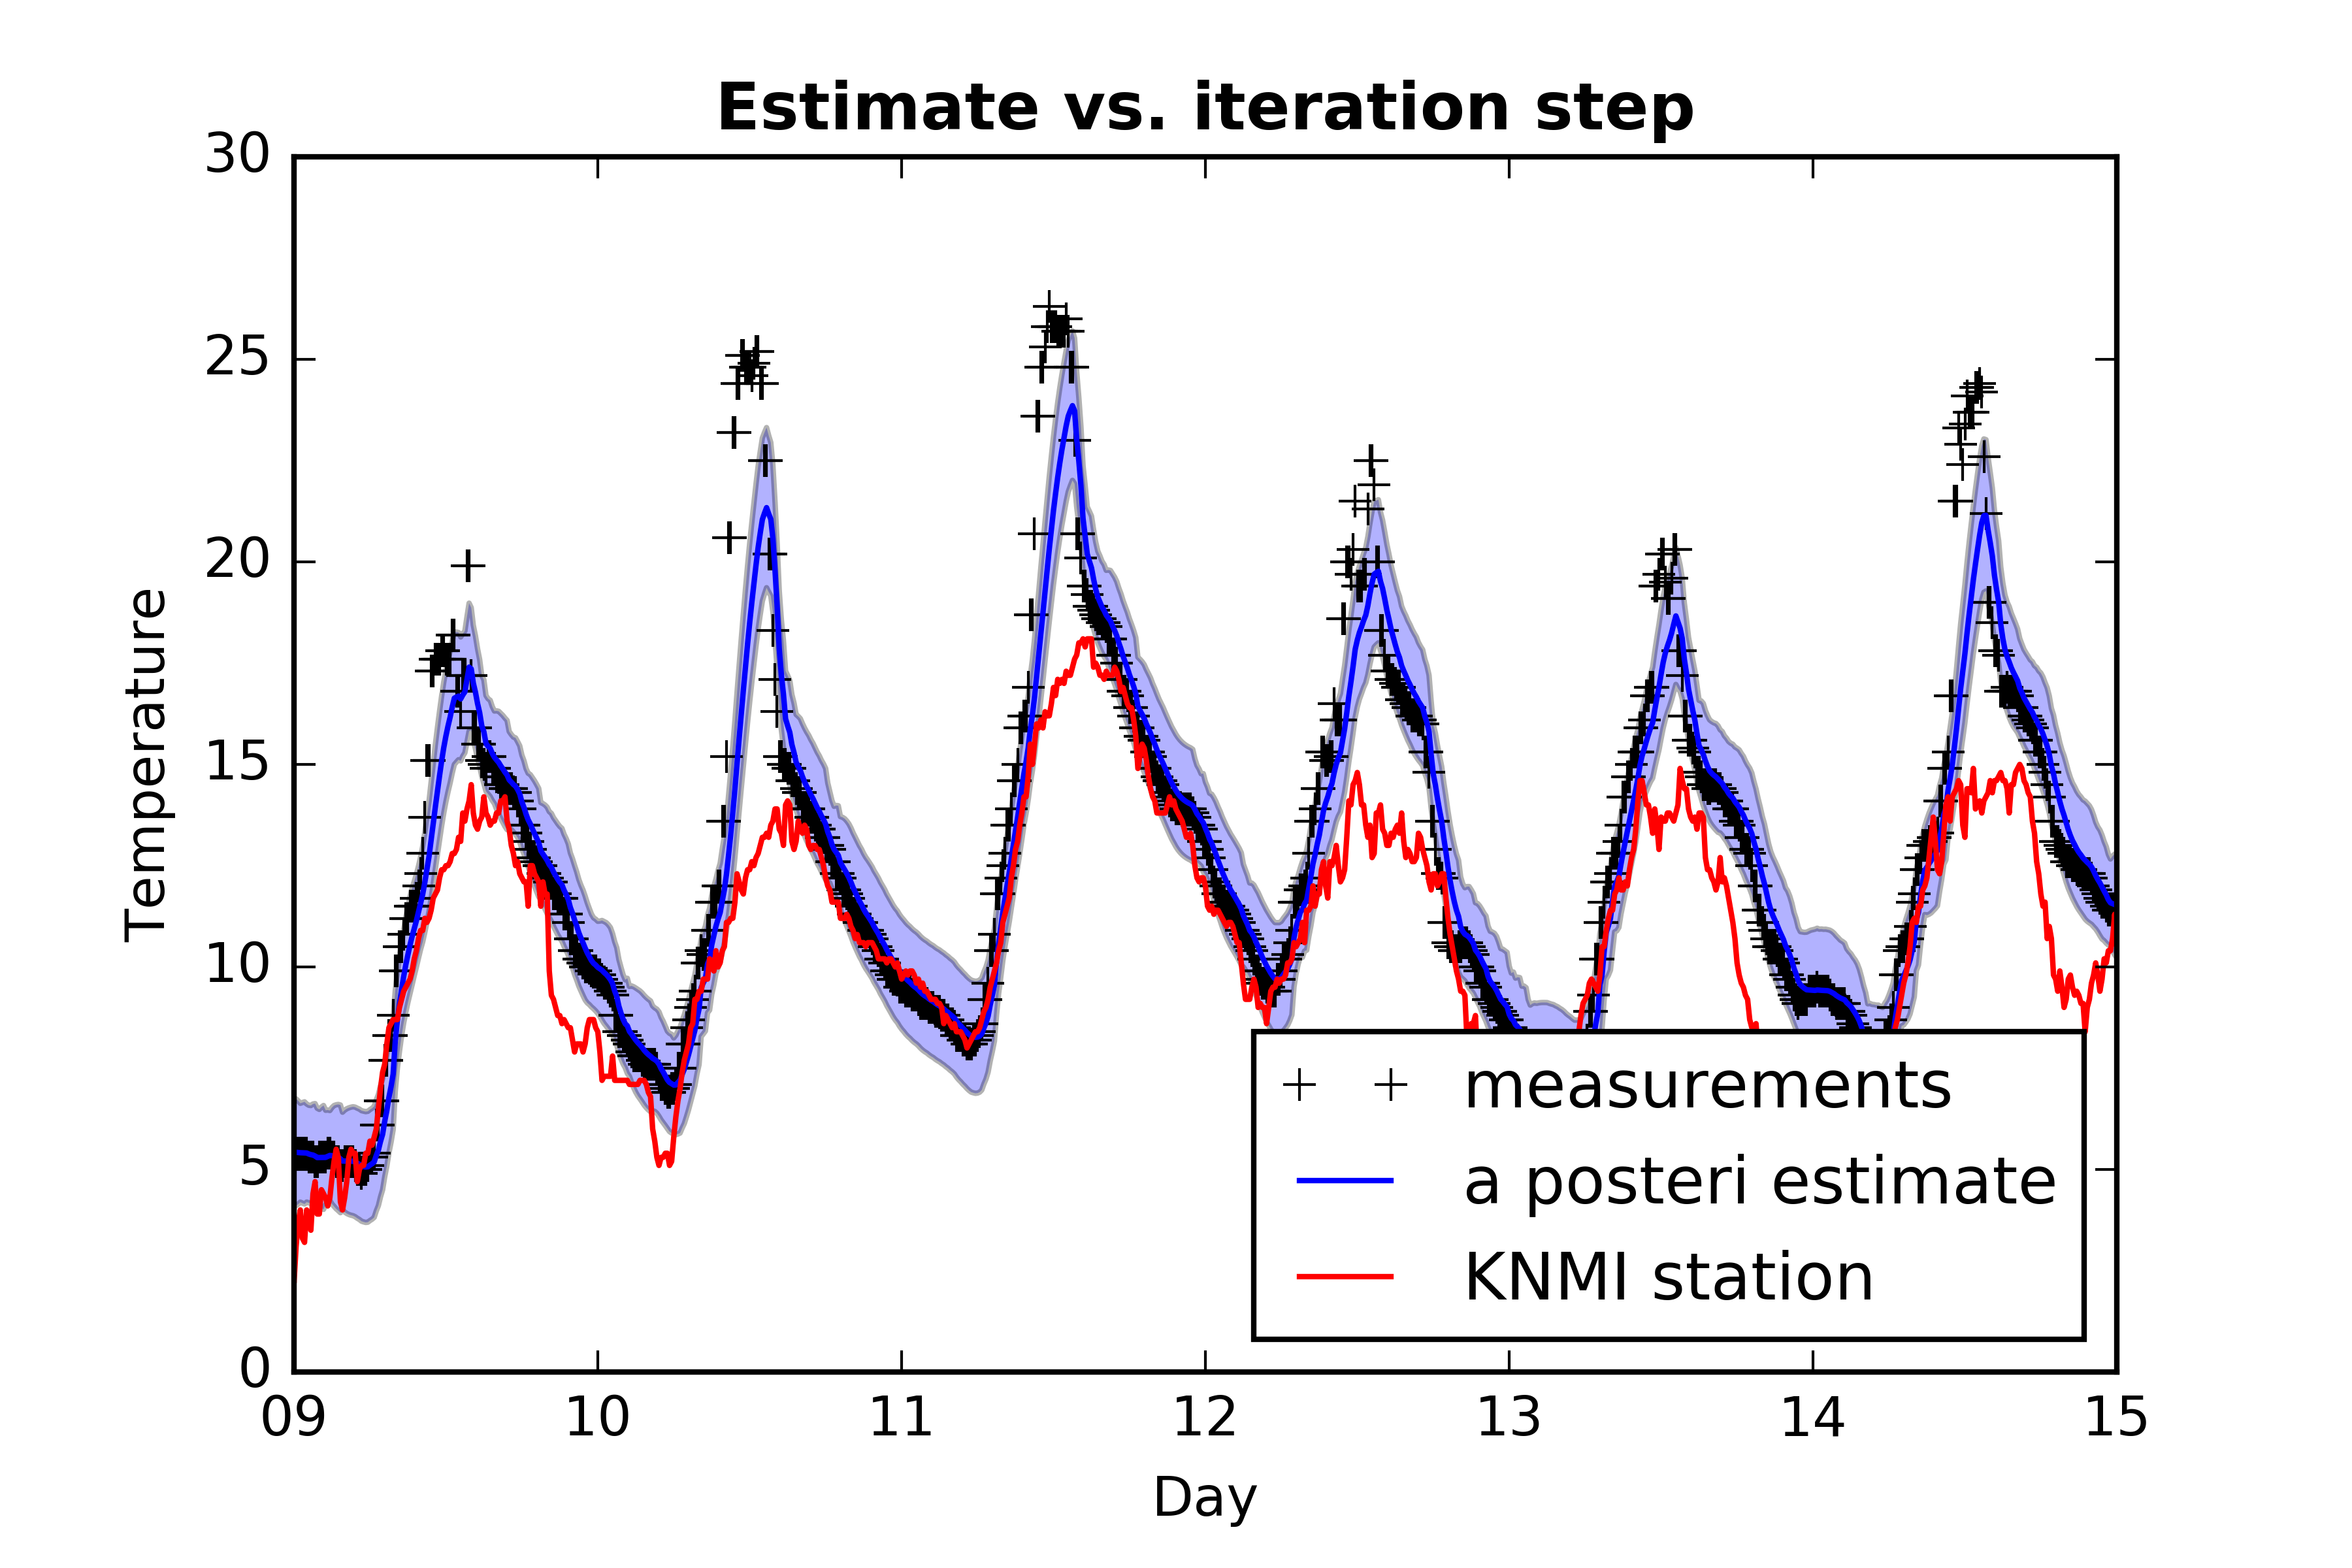 Estimate vs. iteration step
30
25
20
15
10
5
0
Temperature
09 10 11 12 13 14 15
Day
measurements
a posteri estimate
KNMI station